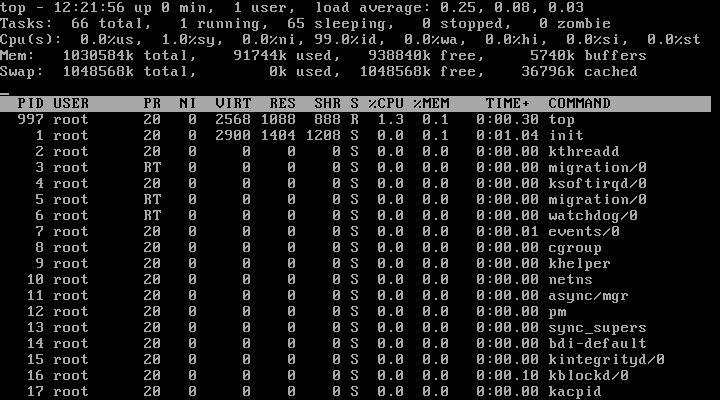 top - 12:21:56 up 0 min,  1 user,  load average: 0.25, 0.08, 0.03
Tasks:  66 total,   1 running,  65 sleeping,   0 stopped,   0 zombie
Cpu(s):  0.0%us,  1.0%sy,  0.0%ni, 99.0%id,  0.0%wa,  0.0%hi,  0.0%si,  0.0%st
Mem:   1030584k total,    91744k used,   938840k free,     5740k buffers
Swap:  1048568k total,        0k used,  1048568k free,    36796k cached
  PID USER      PR  NI  VIRT  RES  SHR S %CPU %MEM    TIME+  COMMAND
  997 root      20   0  2568 1088  888 R  1.3  0.1   0:00.30 top
    1 root      20   0  2900 1404 1208 S  0.0  0.1   0:01.04 init
    2 root      20   0     0    0    0 S  0.0  0.0   0:00.00 kthreadd
    3 root      RT   0     0    0    0 S  0.0  0.0   0:00.00 migration/0
    4 root      20   0     0    0    0 S  0.0  0.0   0:00.00 ksoftirqd/0
    5 root      RT   0     0    0    0 S  0.0  0.0   0:00.00 migration/0
    6 root      RT   0     0    0    0 S  0.0  0.0   0:00.00 watchdog/0
    7 root      20   0     0    0    0 S  0.0  0.0   0:00.01 events/0
    8 root      20   0     0    0    0 S  0.0  0.0   0:00.00 cgroup
    9 root      20   0     0    0    0 S  0.0  0.0   0:00.00 khelper
   10 root      20   0     0    0    0 S  0.0  0.0   0:00.00 netns
   11 root      20   0     0    0    0 S  0.0  0.0   0:00.00 async/mgr
   12 root      20   0     0    0    0 S  0.0  0.0   0:00.00 pm
   13 root      20   0     0    0    0 S  0.0  0.0   0:00.00 sync_supers
   14 root      20   0     0    0    0 S  0.0  0.0   0:00.00 bdi-default
   15 root      20   0     0    0    0 S  0.0  0.0   0:00.00 kintegrityd/0
   16 root      20   0     0    0    0 S  0.0  0.0   0:00.10 kblockd/0
   17 root      20   0     0    0    0 S  0.0  0.0   0:00.00 kacpid